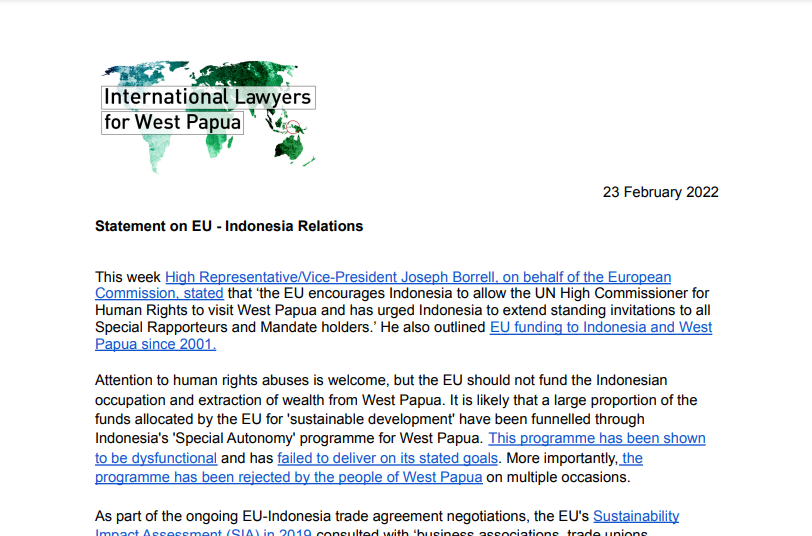 International Lawyers
for West Papua
23 February 2022
Statement on EU - Indonesia Relations
This week High Representative/Vice-President Joseph Borrell, on behalf of the European
Commission, stated that ‘the EU encourages Indonesia to allow the UN High Commissioner for
Human Rights to visit West Papua and has urged Indonesia to extend standing invitations to all
Special Rapporteurs and Mandate holders.’ He also outlined EU funding to Indonesia and West
Papua since 2001.
Attention to human rights abuses is welcome, but the EU should not fund the Indonesian
occupation and extraction of wealth from West Papua. It is likely that a large proportion of the
funds allocated by the EU for 'sustainable development' have been funnelled through
Indonesia's 'Special Autonomy' programme for West Papua. This programme has been shown
to be dysfunctional and has failed to deliver on its stated goals. More importantly, the
programme has been rejected by the people of West Papua on multiple occasions.
As part of the ongoing EU-Indonesia trade agreement negotiations, the EU's Sustainability
Impact Assessment (SIA) in 2019 consulted with ‘business associations, trade unions,